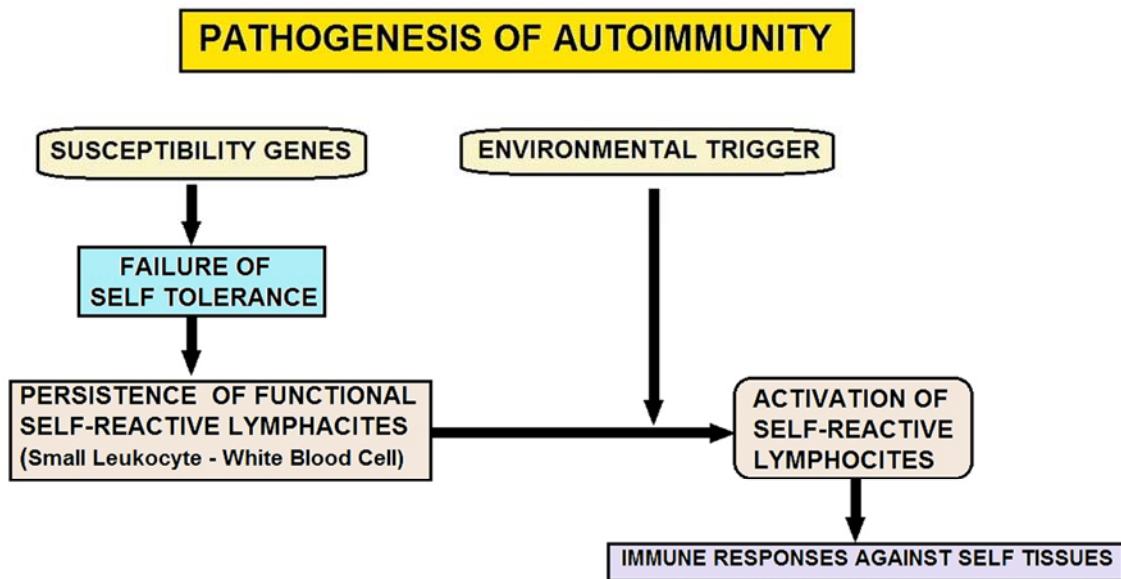 PATHOGENESIS OF AUTOIMMUNITY
SUSCEPTIBILITY GENES
ENVIRONMENTAL TRIGGER
FAILURE OF
SELF TOLERANCE
PERSISTENCE OF FUNCTIONAL
SELF-REACTIVE LYMPHACITES
(Small Leukocyte - White Blood Cell)
ACTIVATION OF
SELF-REACTIVE
LYMPHOCITES
IMMUNE RESPONSES AGAINST SELF TISSUES